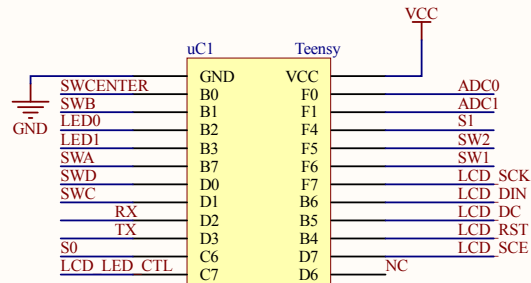 VCC
uC1 Teensy
GND VCC
SWCENTER B0 F0 ADC0
SWB B1 F1 ADC1
GND LED0 B2 F4 S1
LED1 B3 F5 SW2
SWA B7 F6 SW1
SWD D0 F7 LCD_SCK
SWC D1 B6 LCD_DIN
RX D2 B5 LCD_DC
TX D3 B4 LCD_RST
S0 C6 D7 LCD_SCE
LCD_LED_CTL C7 D6 NC